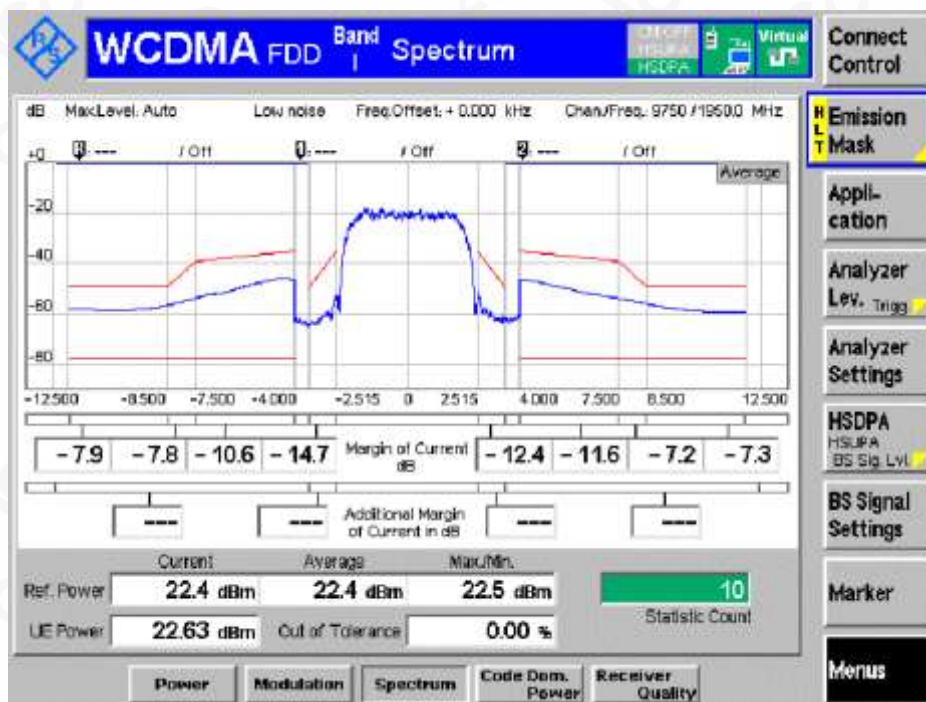 WCDMA FDD Band I Spectrum
HSDPA
Virtual
Connect Control
dB Max.Level: Auto Low noise Freq.Offset: + 0.000 kHz Chan./Freq.: 9750 / 1950.0 MHz
Emission Mask
HLT
+0 --- / Off 1 --- / Off 2 --- / Off
Average
-20
-40
-60
-80
-12.500 -8.500 -7.500 -4.000 -2.515 0 2.515 4.000 7.500 8.500 12.500
Appli-
cation
Analyzer
Lev. Trigg
Analyzer
Settings
-7.9 -7.8 -10.6 -14.7 Margin of Current dB -12.4 -11.6 -7.2 -7.3
HSDPA
HSUPA
BS Sig. Lvl.
--- --- Additional Margin of Current in dB --- ---
BS Signal
Settings
Current Average Max./Min.
Ref. Power 22.4 dBm 22.4 dBm 22.5 dBm 10
Statistic Count
UE Power 22.63 dBm Out of Tolerance 0.00 %
Marker
Menus
Power Modulation Spectrum Code Dom. Power Receiver Quality